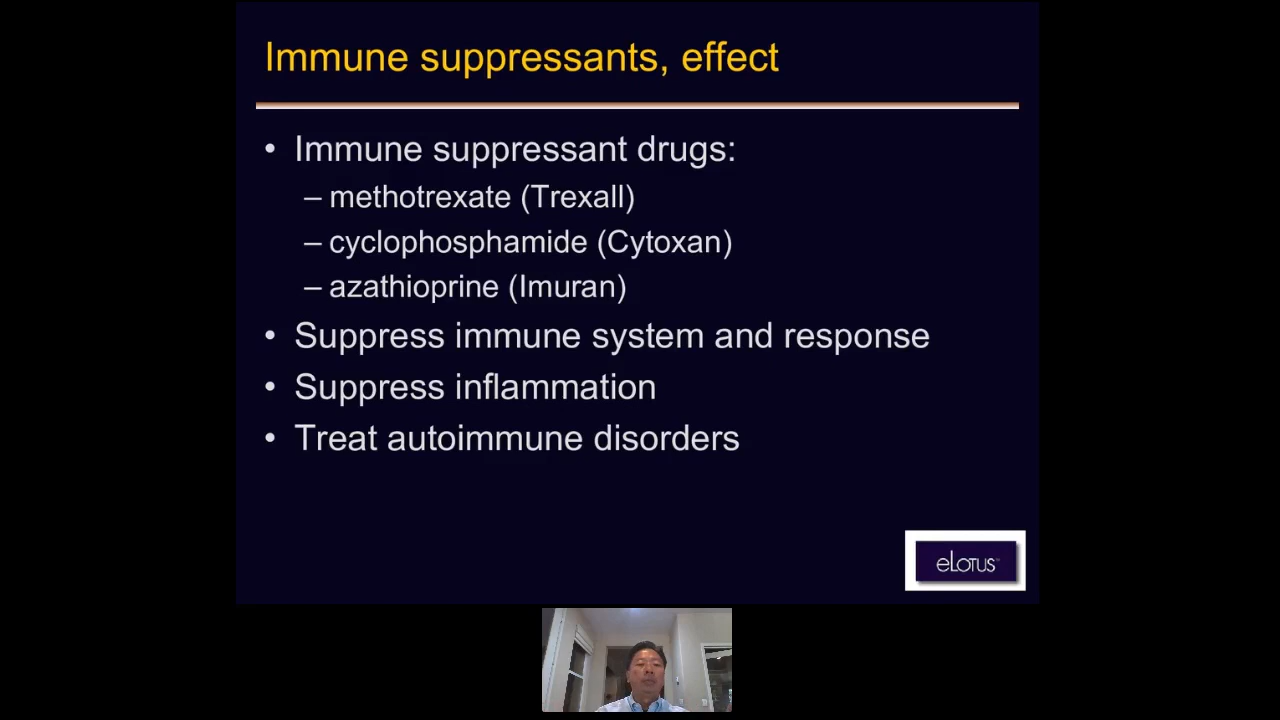 Immune suppressants, effect
• Immune suppressant drugs:
– methotrexate (Trexall)
– cyclophosphamide (Cytoxan)
– azathioprine (Imuran)
• Suppress immune system and response
• Suppress inflammation
• Treat autoimmune disorders
eLotus™